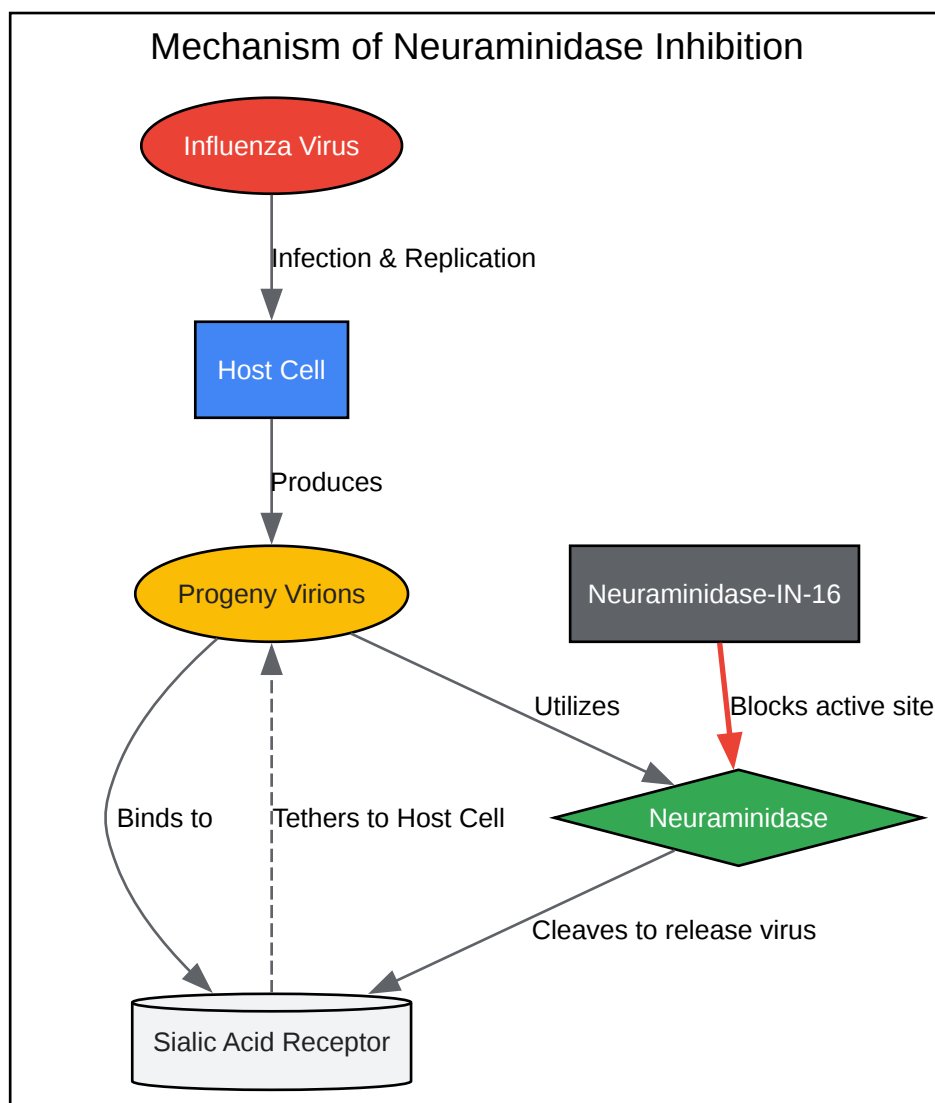 Mechanism of Neuraminidase Inhibition
Influenza Virus
Infection & Replication
Host Cell
Produces
Progeny Virions
Neuraminidase-IN-16
Utilizes
Blocks active site
Binds to
Tethers to Host Cell
Neuraminidase
Cleaves to release virus
Sialic Acid Receptor